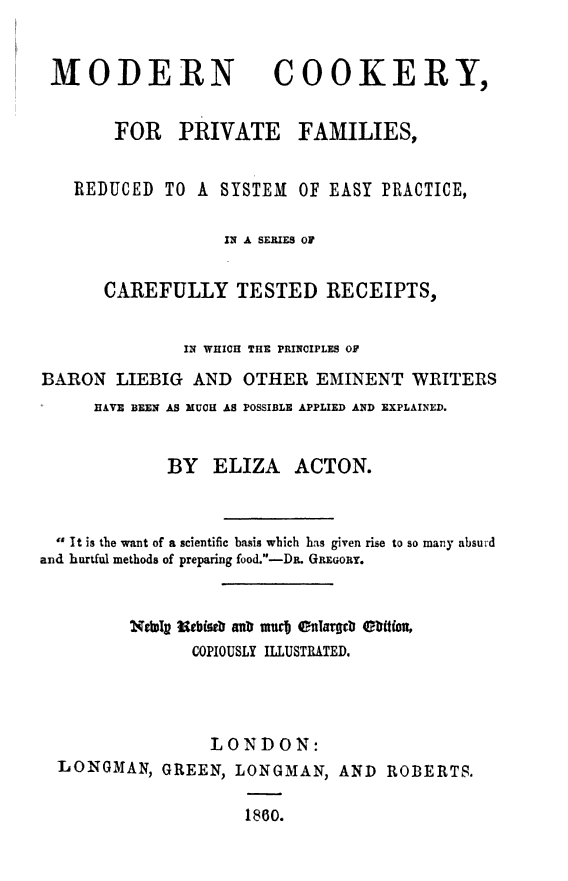 MODERN COOKERY,
FOR PRIVATE FAMILIES,
REDUCED TO A SYSTEM OF EASY PRACTICE,
IN A SERIES OF
CAREFULLY TESTED RECEIPTS,
IN WHICH THE PRINCIPLES OF
BARON LIEBIG AND OTHER EMINENT WRITERS
HAVE BEEN AS MUCH AS POSSIBLE APPLIED AND EXPLAINED.
BY ELIZA ACTON.
"It is the want of a scientific basis which has given rise to so many absurd
and hurtful methods of preparing food."—DR. GREGORY.
Newly Revised and much Enlarged Edition,
COPIOUSLY ILLUSTRATED.
LONDON:
LONGMAN, GREEN, LONGMAN, AND ROBERTS.
1860.